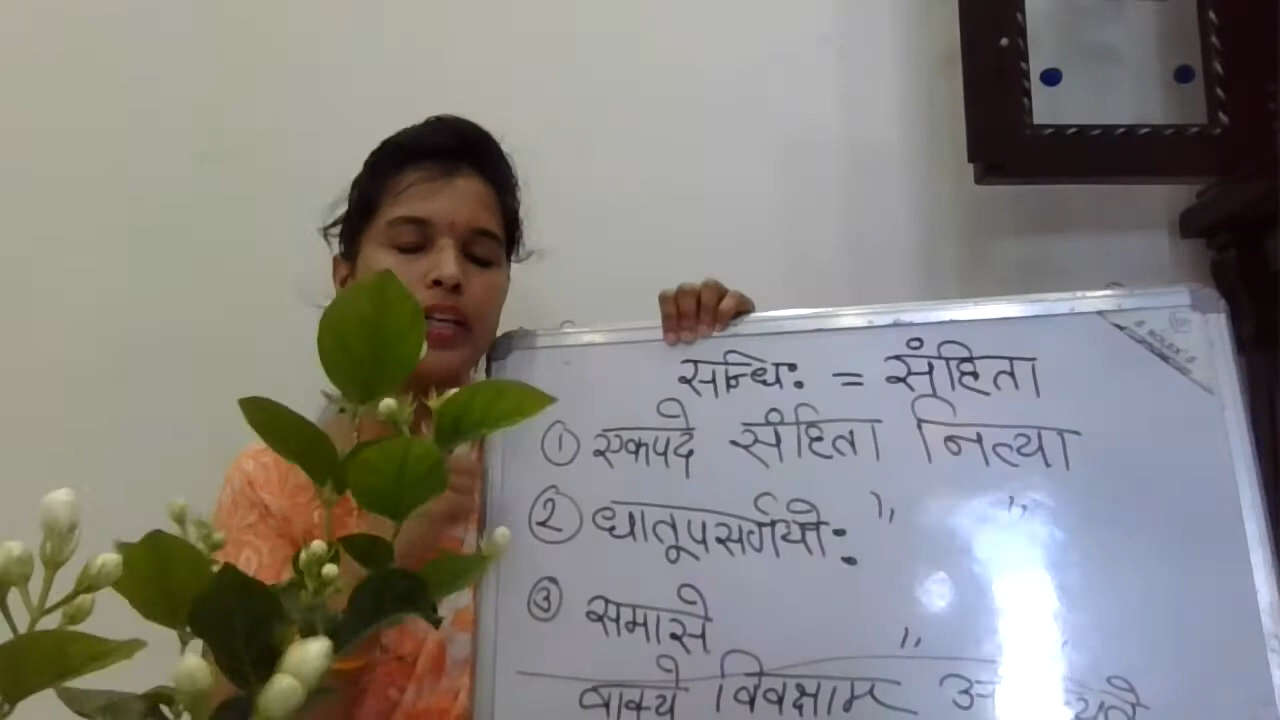 सन्धिः = संहिता
① एकपदे संहिता नित्या
② धातूपसर्गयोः " "
③ समासे "
वाक्ये विवक्षाम